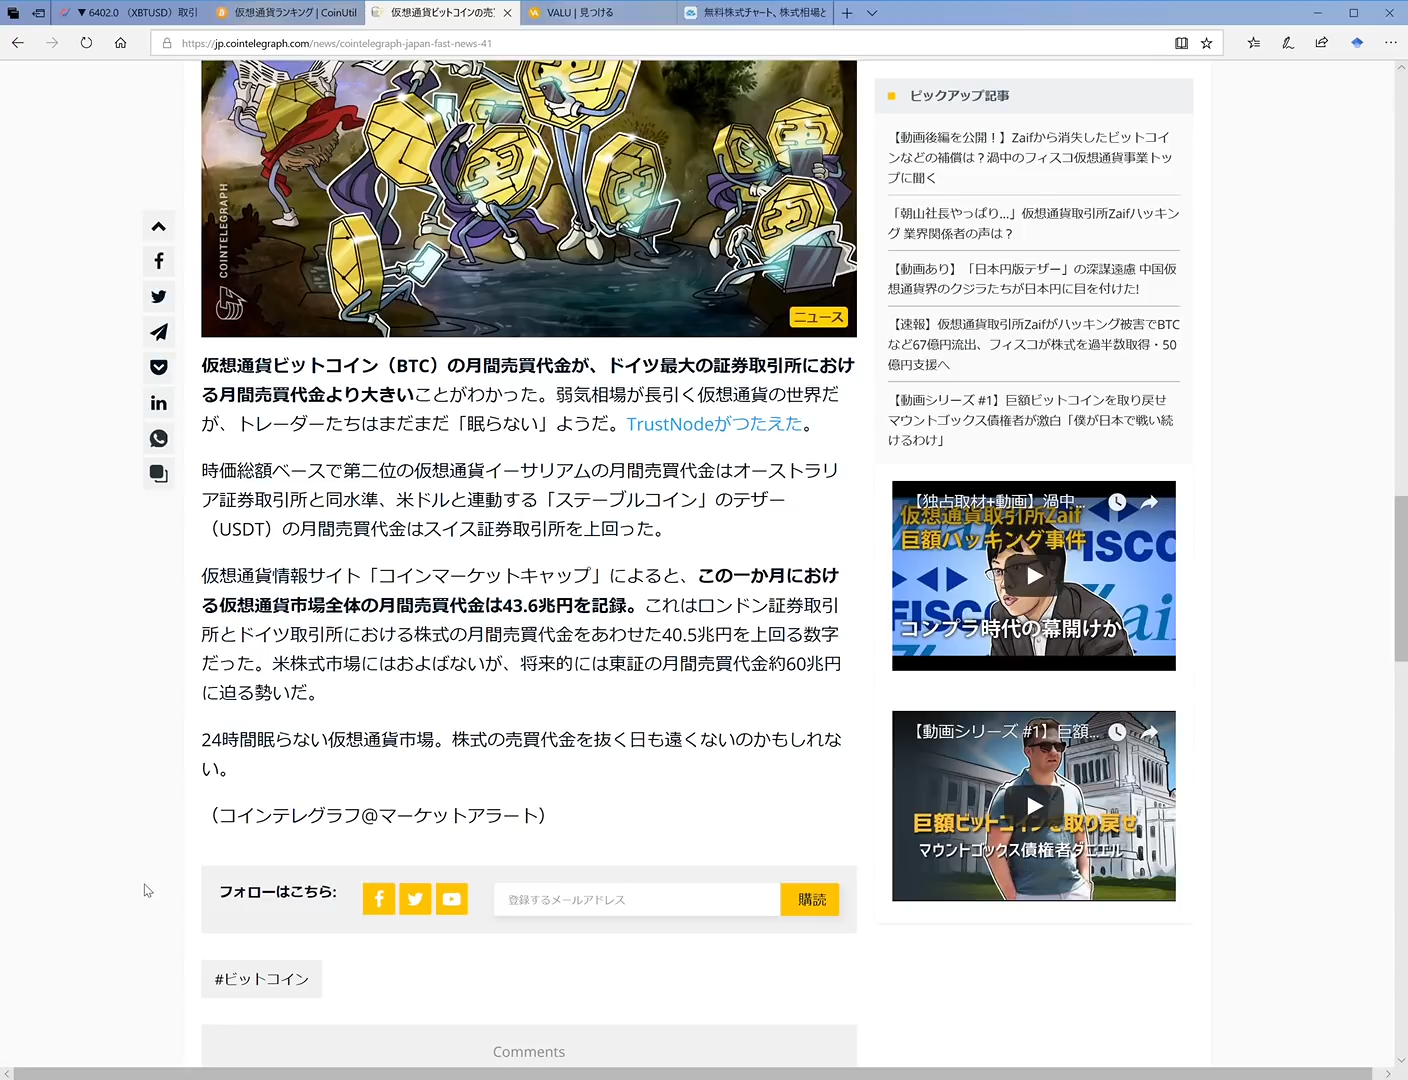 ▼ 6402.0 （XBTUSD）取引
仮想通貨ランキング | CoinUtil
仮想通貨ビットコインの売
VALU | 見つける
無料株式チャート、株式相場と
https://jp.cointelegraph.com/news/cointelegraph-japan-fast-news-41
COINTELEGRAPH
ニュース
仮想通貨ビットコイン（BTC）の月間売買代金が、ドイツ最大の証券取引所におけ
る月間売買代金より大きいことがわかった。弱気相場が長引く仮想通貨の世界だ
が、トレーダーたちはまだまだ「眠らない」ようだ。TrustNodeがつたえた。
時価総額ベースで第二位の仮想通貨イーサリアムの月間売買代金はオーストラリ
ア証券取引所と同水準、米ドルと連動する「ステーブルコイン」のテザー
（USDT）の月間売買代金はスイス証券取引所を上回った。
仮想通貨情報サイト「コインマーケットキャップ」によると、この一か月におけ
る仮想通貨市場全体の月間売買代金は43.6兆円を記録。これはロンドン証券取引
所とドイツ取引所における株式の月間売買代金をあわせた40.5兆円を上回る数字
だった。米株式市場にはおよばないが、将来的には東証の月間売買代金約60兆円
に迫る勢いだ。
24時間眠らない仮想通貨市場。株式の売買代金を抜く日も遠くないのかもしれな
い。
（コインテレグラフ@マーケットアラート）
フォローはこちら:
登録するメールアドレス
購読
#ビットコイン
Comments
ピックアップ記事
【動画後編を公開！】Zaifから消失したビットコイ
ンなどの補償は？渦中のフィスコ仮想通貨事業トッ
プに聞く
「朝山社長やっぱり...」仮想通貨取引所Zaifハッキン
グ 業界関係者の声は？
【動画あり】「日本円版テザー」の深謀遠慮 中国仮
想通貨界のクジラたちが日本円に目を付けた!
【速報】仮想通貨取引所Zaifがハッキング被害でBTC
など67億円流出、フィスコが株式を過半数取得・50
億円支援へ
【動画シリーズ #1】巨額ビットコインを取り戻せ
マウントゴックス債権者が激白「僕が日本で戦い続
けるわけ」
【独占取材+動画】渦中...
仮想通貨取引所Zaif
巨額ハッキング事件
ISCO
FISCO
Zaif
コンプラ時代の幕開けか
【動画シリーズ #1】巨額...
巨額ビットコインを取り戻せ
マウントゴックス債権者ダニエル